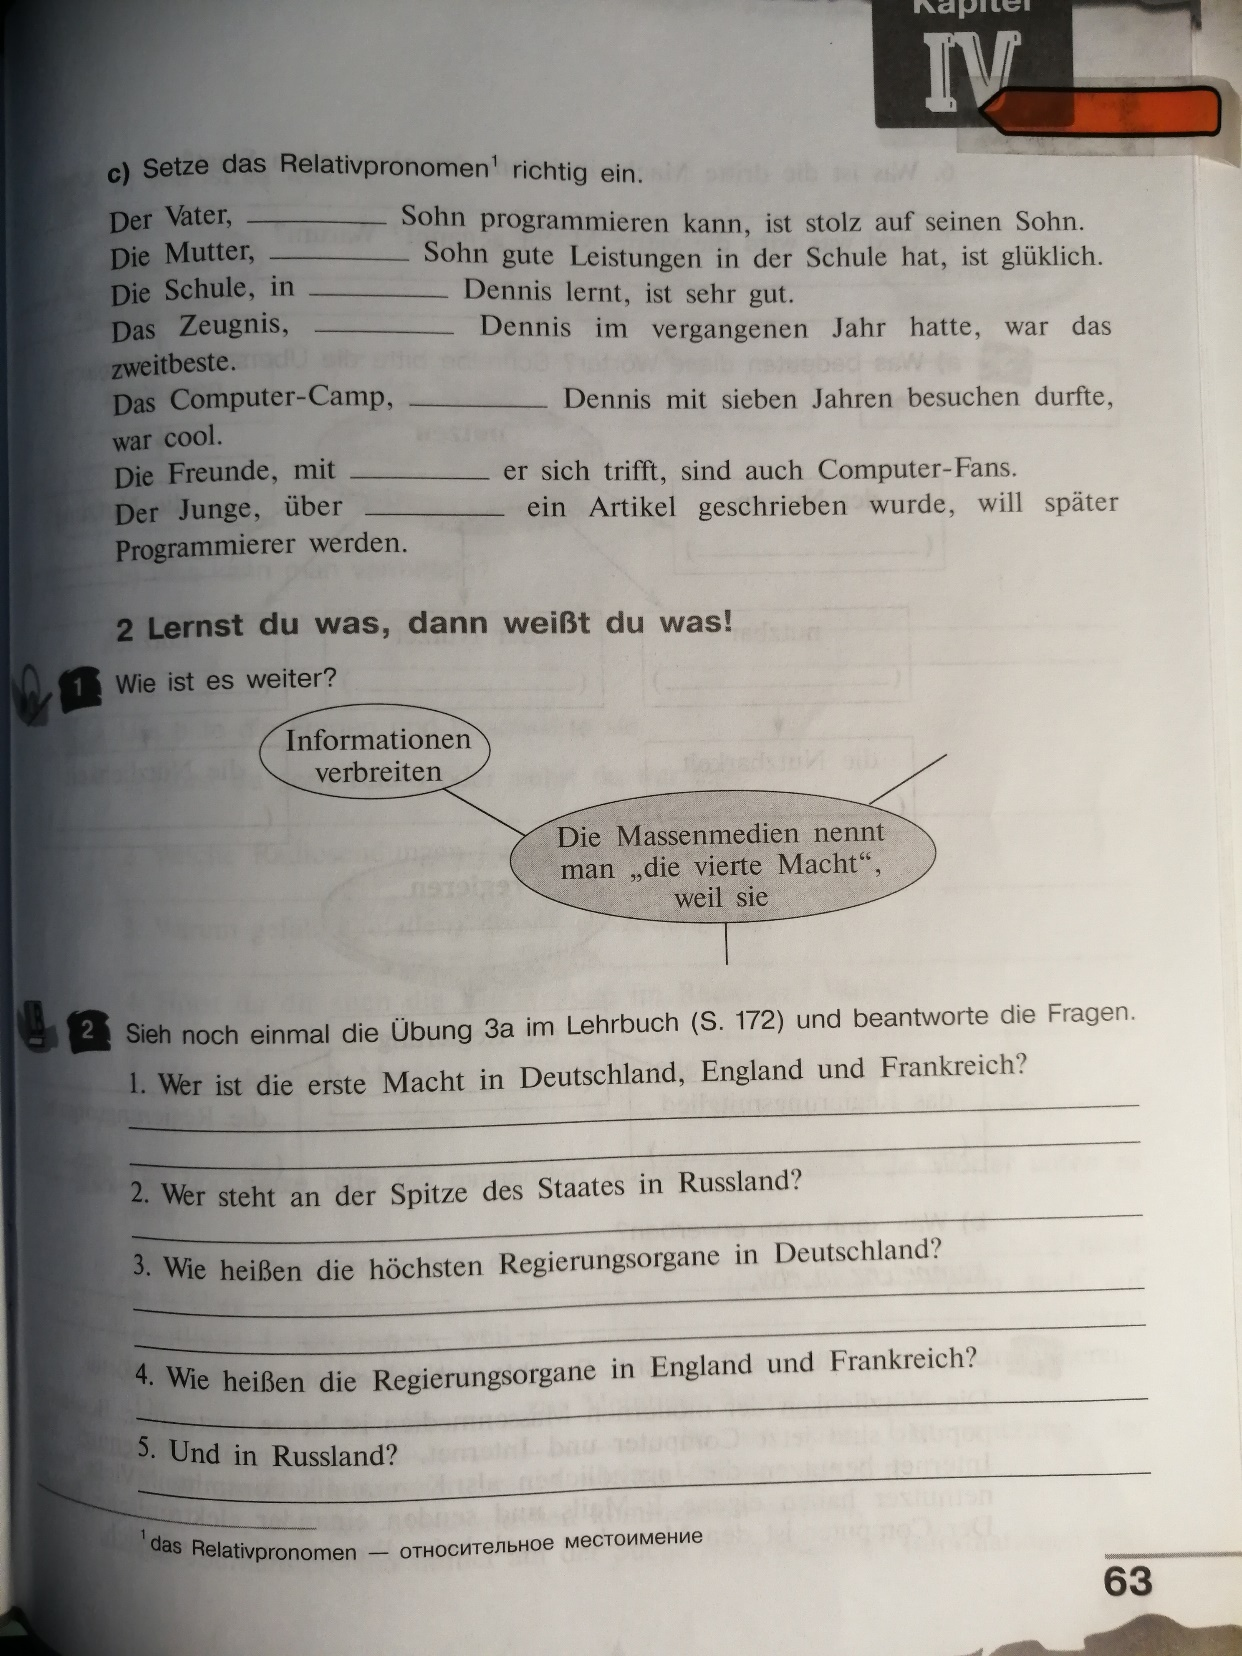 Kapitel
IV
c) Setze das Relativpronomen¹ richtig ein.
Der Vater, __________ Sohn programmieren kann, ist stolz auf seinen Sohn.
Die Mutter, __________ Sohn gute Leistungen in der Schule hat, ist glüklich.
Die Schule, in __________ Dennis lernt, ist sehr gut.
Das Zeugnis, __________ Dennis im vergangenen Jahr hatte, war das
zweitbeste.
Das Computer-Camp, __________ Dennis mit sieben Jahren besuchen durfte,
war cool.
Die Freunde, mit __________ er sich trifft, sind auch Computer-Fans.
Der Junge, über __________ ein Artikel geschrieben wurde, will später
Programmierer werden.
2 Lernst du was, dann weißt du was!
1 Wie ist es weiter?
Informationen
verbreiten
Die Massenmedien nennt
man „die vierte Macht“,
weil sie
2 Sieh noch einmal die Übung 3a im Lehrbuch (S. 172) und beantworte die Fragen.
1. Wer ist die erste Macht in Deutschland, England und Frankreich?
2. Wer steht an der Spitze des Staates in Russland?
3. Wie heißen die höchsten Regierungsorgane in Deutschland?
4. Wie heißen die Regierungsorgane in England und Frankreich?
5. Und in Russland?
¹ das Relativpronomen — относительное местоимение
63